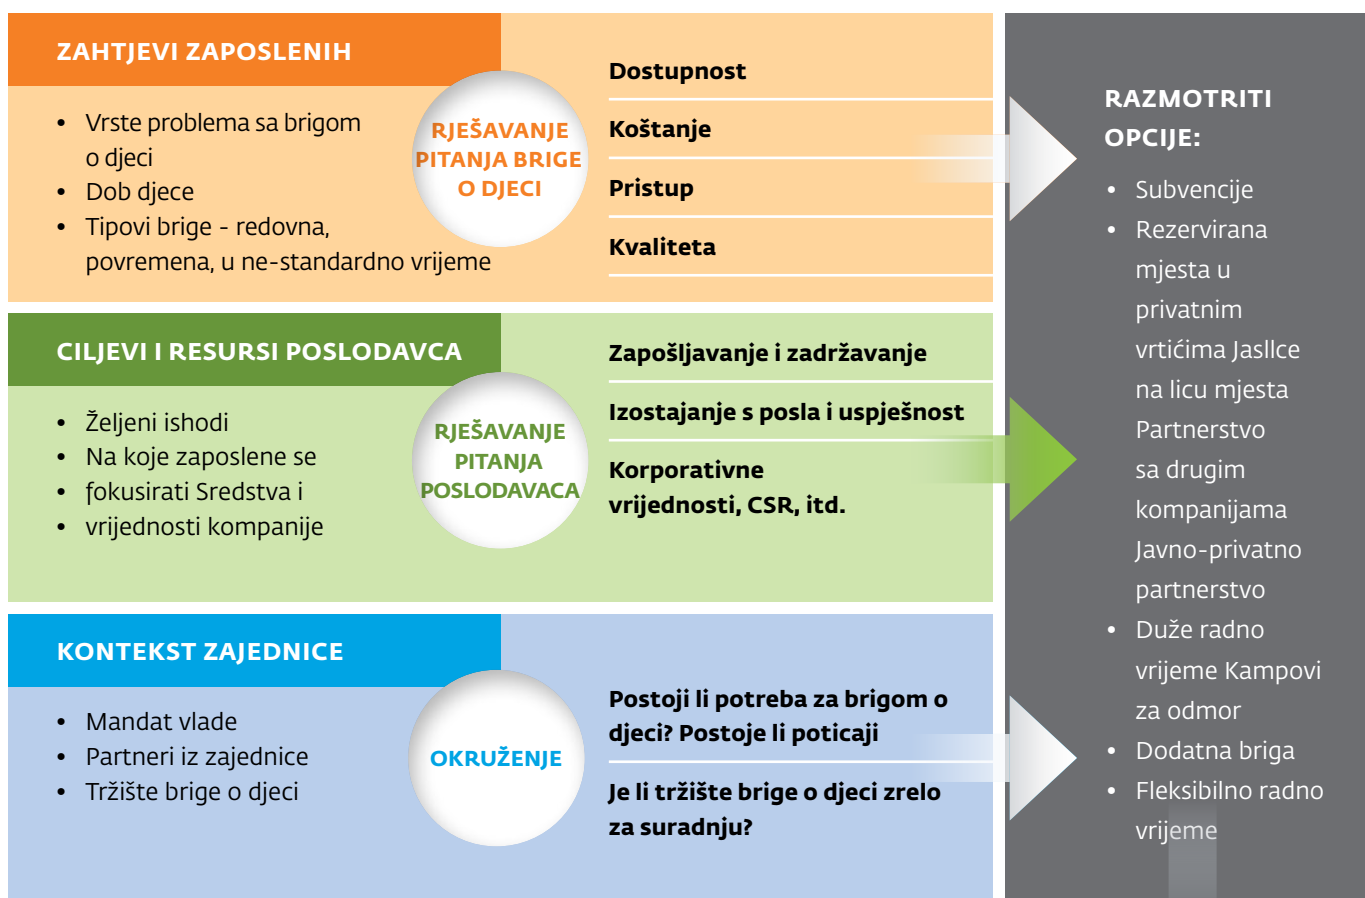 ZAHTJEVI ZAPOSLENIH
• Vrste problema sa brigom
o djeci
• Dob djece
• Tipovi brige - redovna,
povremena, u ne-standardno vrijeme
RJEŠAVANJE
PITANJA BRIGE
O DJECI
Dostupnost
Koštanje
Pristup
Kvaliteta
CILJEVI I RESURSI POSLODAVCA
• Željeni ishodi
• Na koje zaposlene se
• fokusirati Sredstva i
• vrijednosti kompanije
RJEŠAVANJE
PITANJA
POSLODAVACA
Zapošljavanje i zadržavanje
Izostajanje s posla i uspješnost
Korporativne
vrijednosti, CSR, itd.
KONTEKST ZAJEDNICE
• Mandat vlade
• Partneri iz zajednice
• Tržište brige o djeci
OKRUŽENJE
Postoji li potreba za brigom o
djeci? Postoje li poticaji
Je li tržište brige o djeci zrelo
za suradnju?
RAZMOTRITI
OPCIJE:
• Subvencije
• Rezervirana
mjesta u
privatnim
vrtićima Jasllce
na licu mjesta
Partnerstvo
sa drugim
kompanijama
Javno-privatno
partnerstvo
• Duže radno
vrijeme Kampovi
za odmor
• Dodatna briga
• Fleksibilno radno
vrijeme